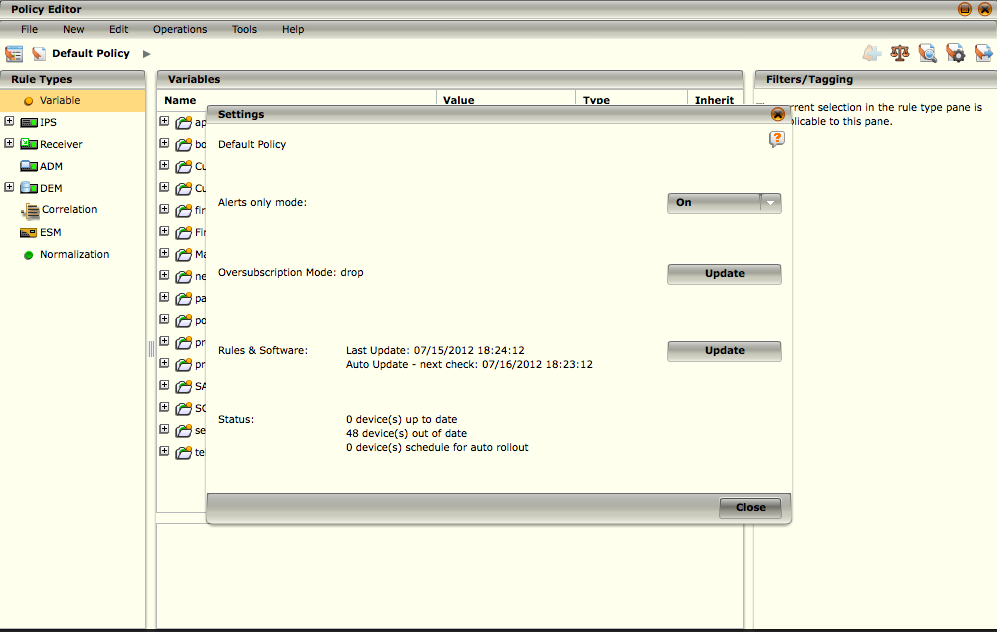 Policy Editor
File New Edit Operations Tools Help
Default Policy
Rule Types
Variable
IPS
Receiver
ADM
DEM
Correlation
ESM
Normalization
Variables
Name Value Type Inherit
ap
bo
Cu
Cu
fir
Fir
Ma
ne
pa
po
pr
pr
SA
SC
se
te
Filters/Tagging
rrent selection in the rule type pane is
plicable to this pane.
Settings
Default Policy
Alerts only mode: On
Oversubscription Mode: drop Update
Rules & Software: Last Update: 07/15/2012 18:24:12 Update
Auto Update - next check: 07/16/2012 18:23:12
Status: 0 device(s) up to date
48 device(s) out of date
0 device(s) schedule for auto rollout
Close